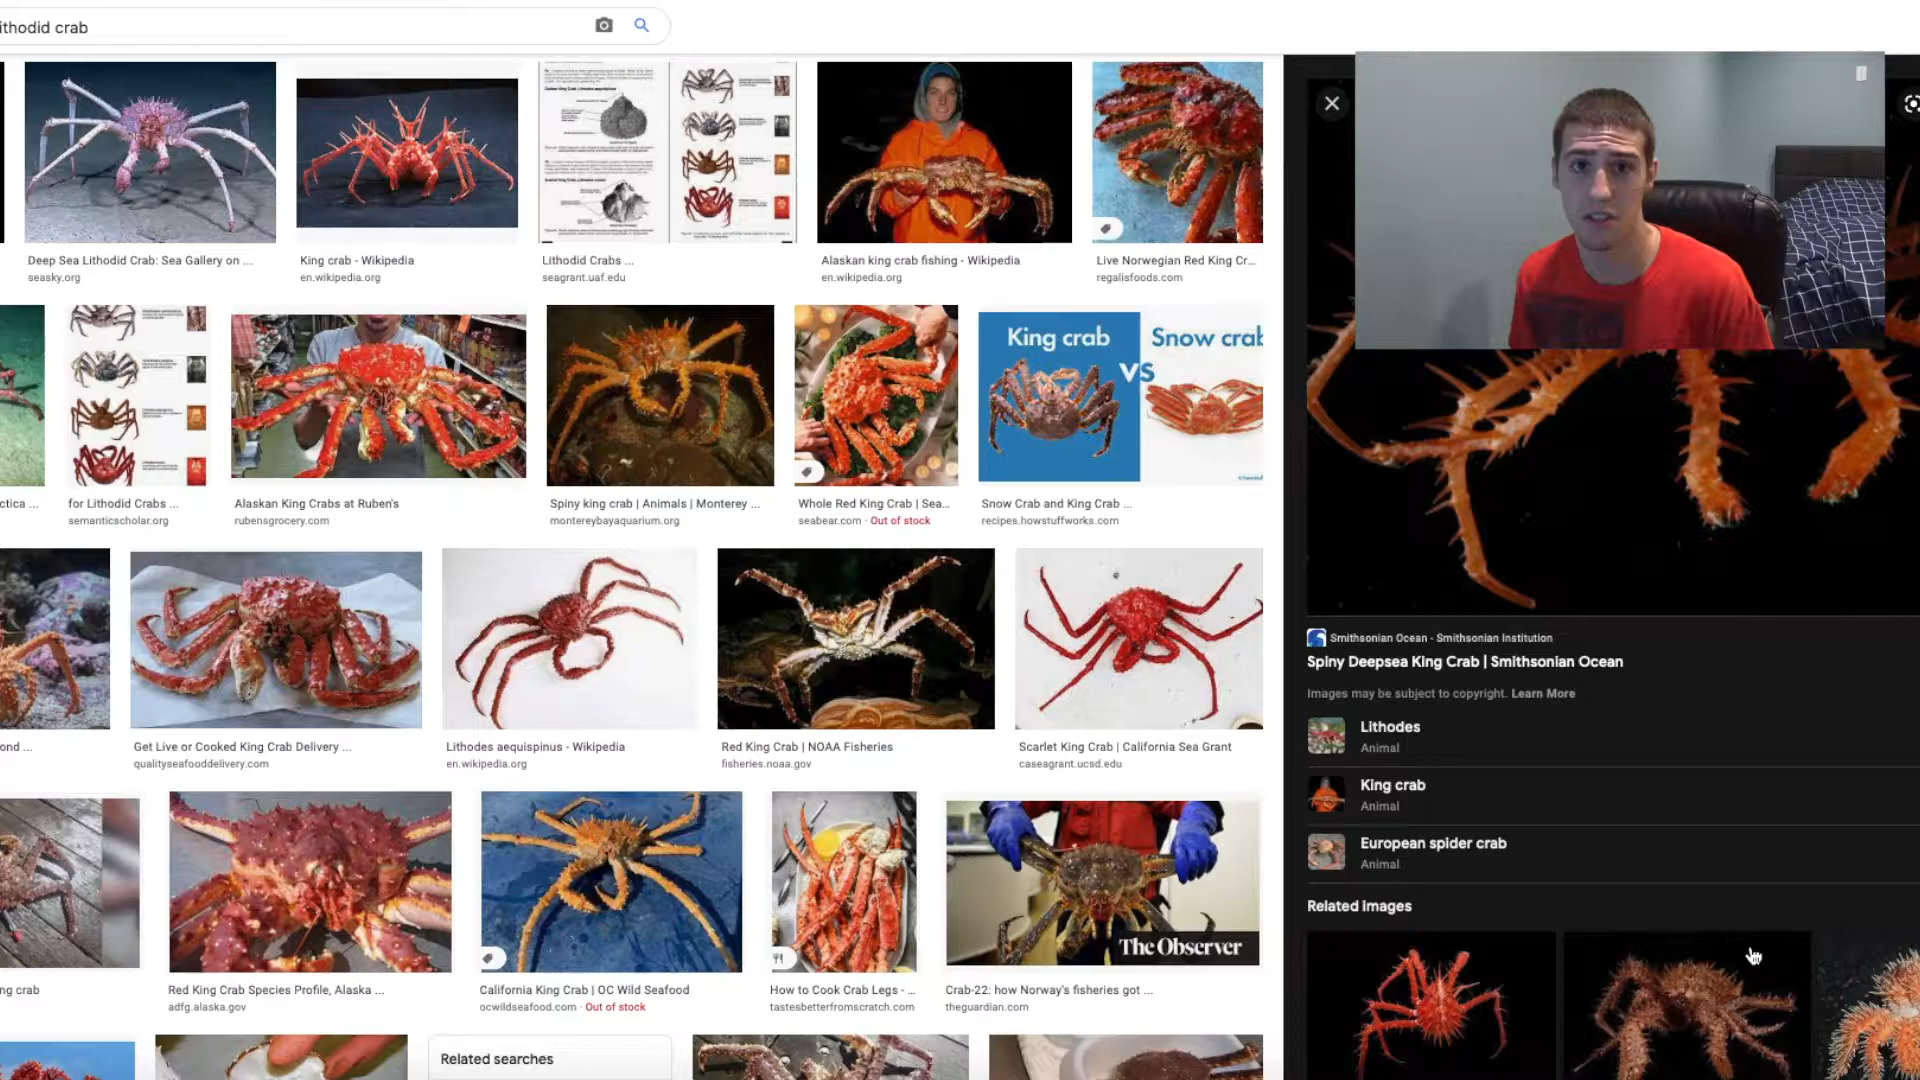 ithodid crab
Deep Sea Lithodid Crab: Sea Gallery on ...
seasky.org
King crab - Wikipedia
en.wikipedia.org
Lithodid Crabs ...
seagrant.uaf.edu
Alaskan king crab fishing - Wikipedia
en.wikipedia.org
Live Norwegian Red King Cr...
regalisfoods.com
ctica ...
for Lithodid Crabs ...
semanticscholar.org
Alaskan King Crabs at Ruben's
rubensgrocery.com
Spiny king crab | Animals | Monterey ...
montereybayaquarium.org
Whole Red King Crab | Sea...
seabear.com · Out of stock
King crab
VS
Snow crab
Snow Crab and King Crab ...
recipes.howstuffworks.com
ond ...
Get Live or Cooked King Crab Delivery ...
qualityseafooddelivery.com
Lithodes aequispinus - Wikipedia
en.wikipedia.org
Red King Crab | NOAA Fisheries
fisheries.noaa.gov
Scarlet King Crab | California Sea Grant
caseagrant.ucsd.edu
ng crab
Red King Crab Species Profile, Alaska ...
adfg.alaska.gov
California King Crab | OC Wild Seafood
ocwildseafood.com · Out of stock
How to Cook Crab Legs - ...
tastesbetterfromscratch.com
The Observer
Crab-22: how Norway's fisheries got ...
theguardian.com
Related searches
Smithsonian Ocean - Smithsonian Institution
Spiny Deepsea King Crab | Smithsonian Ocean
Images may be subject to copyright. Learn More
Lithodes
Animal
King crab
Animal
European spider crab
Animal
Related images